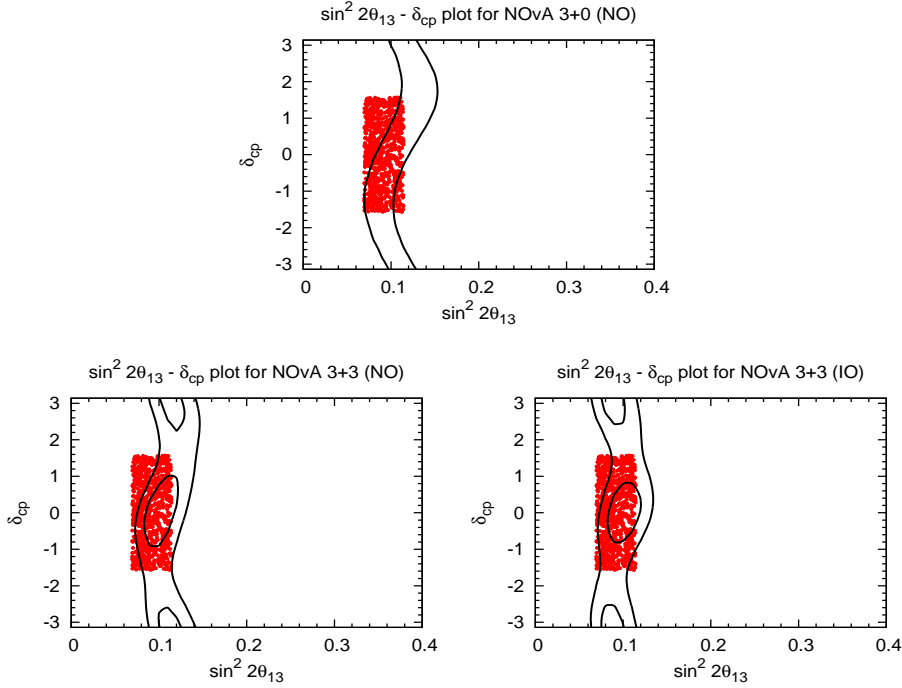 sin² 2θ₁₃ - δcp plot for NOvA 3+0 (NO)
3
2
1
0
-1
-2
-3
δcp
0 0.1 0.2 0.3 0.4
sin² 2θ₁₃
sin² 2θ₁₃ - δcp plot for NOvA 3+3 (NO)
3
2
1
0
-1
-2
-3
δcp
0 0.1 0.2 0.3 0.4
sin² 2θ₁₃
sin² 2θ₁₃ - δcp plot for NOvA 3+3 (IO)
3
2
1
0
-1
-2
-3
δcp
0 0.1 0.2 0.3 0.4
sin² 2θ₁₃